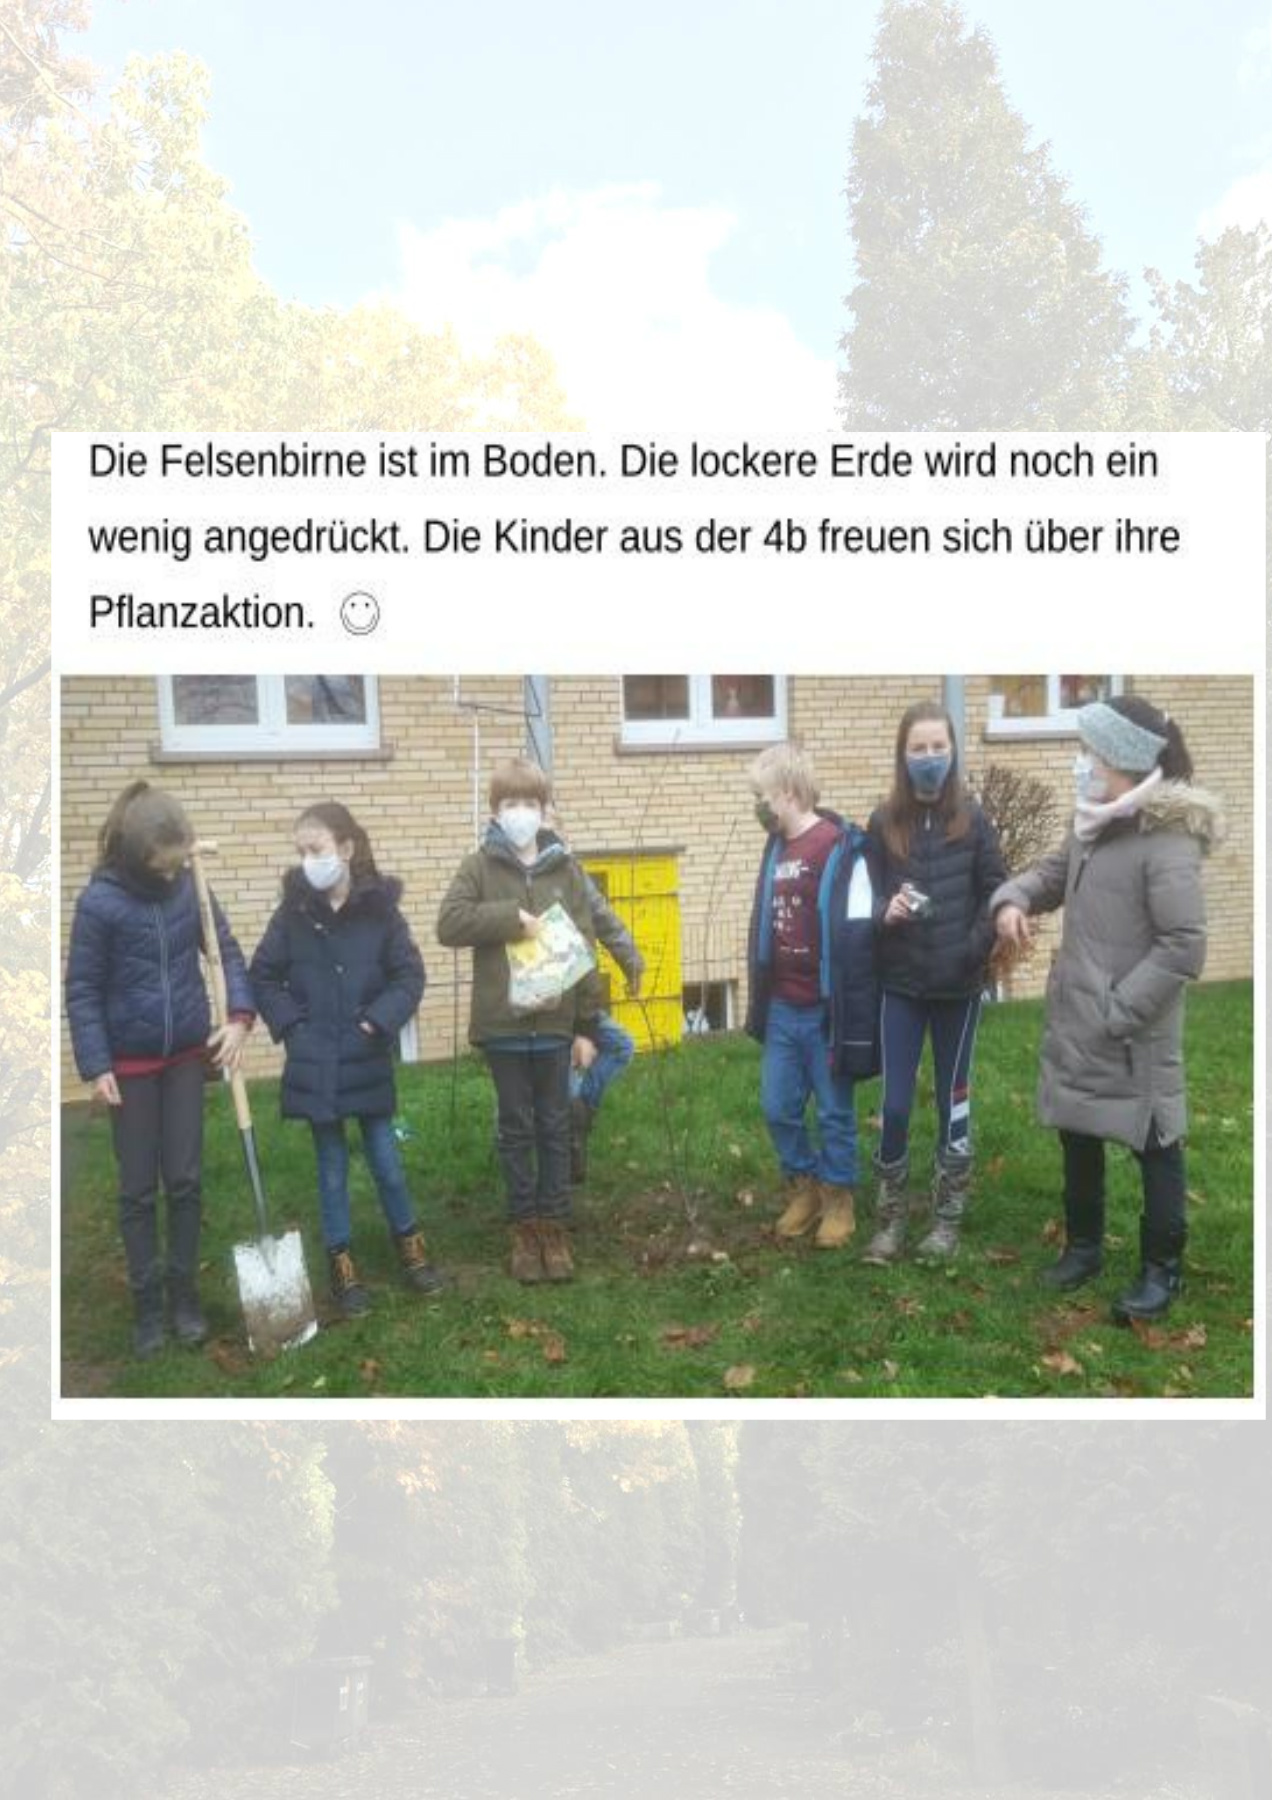 Die Felsenbirne ist im Boden. Die lockere Erde wird noch ein
wenig angedrückt. Die Kinder aus der 4b freuen sich über ihre
Pflanzaktion. ☺